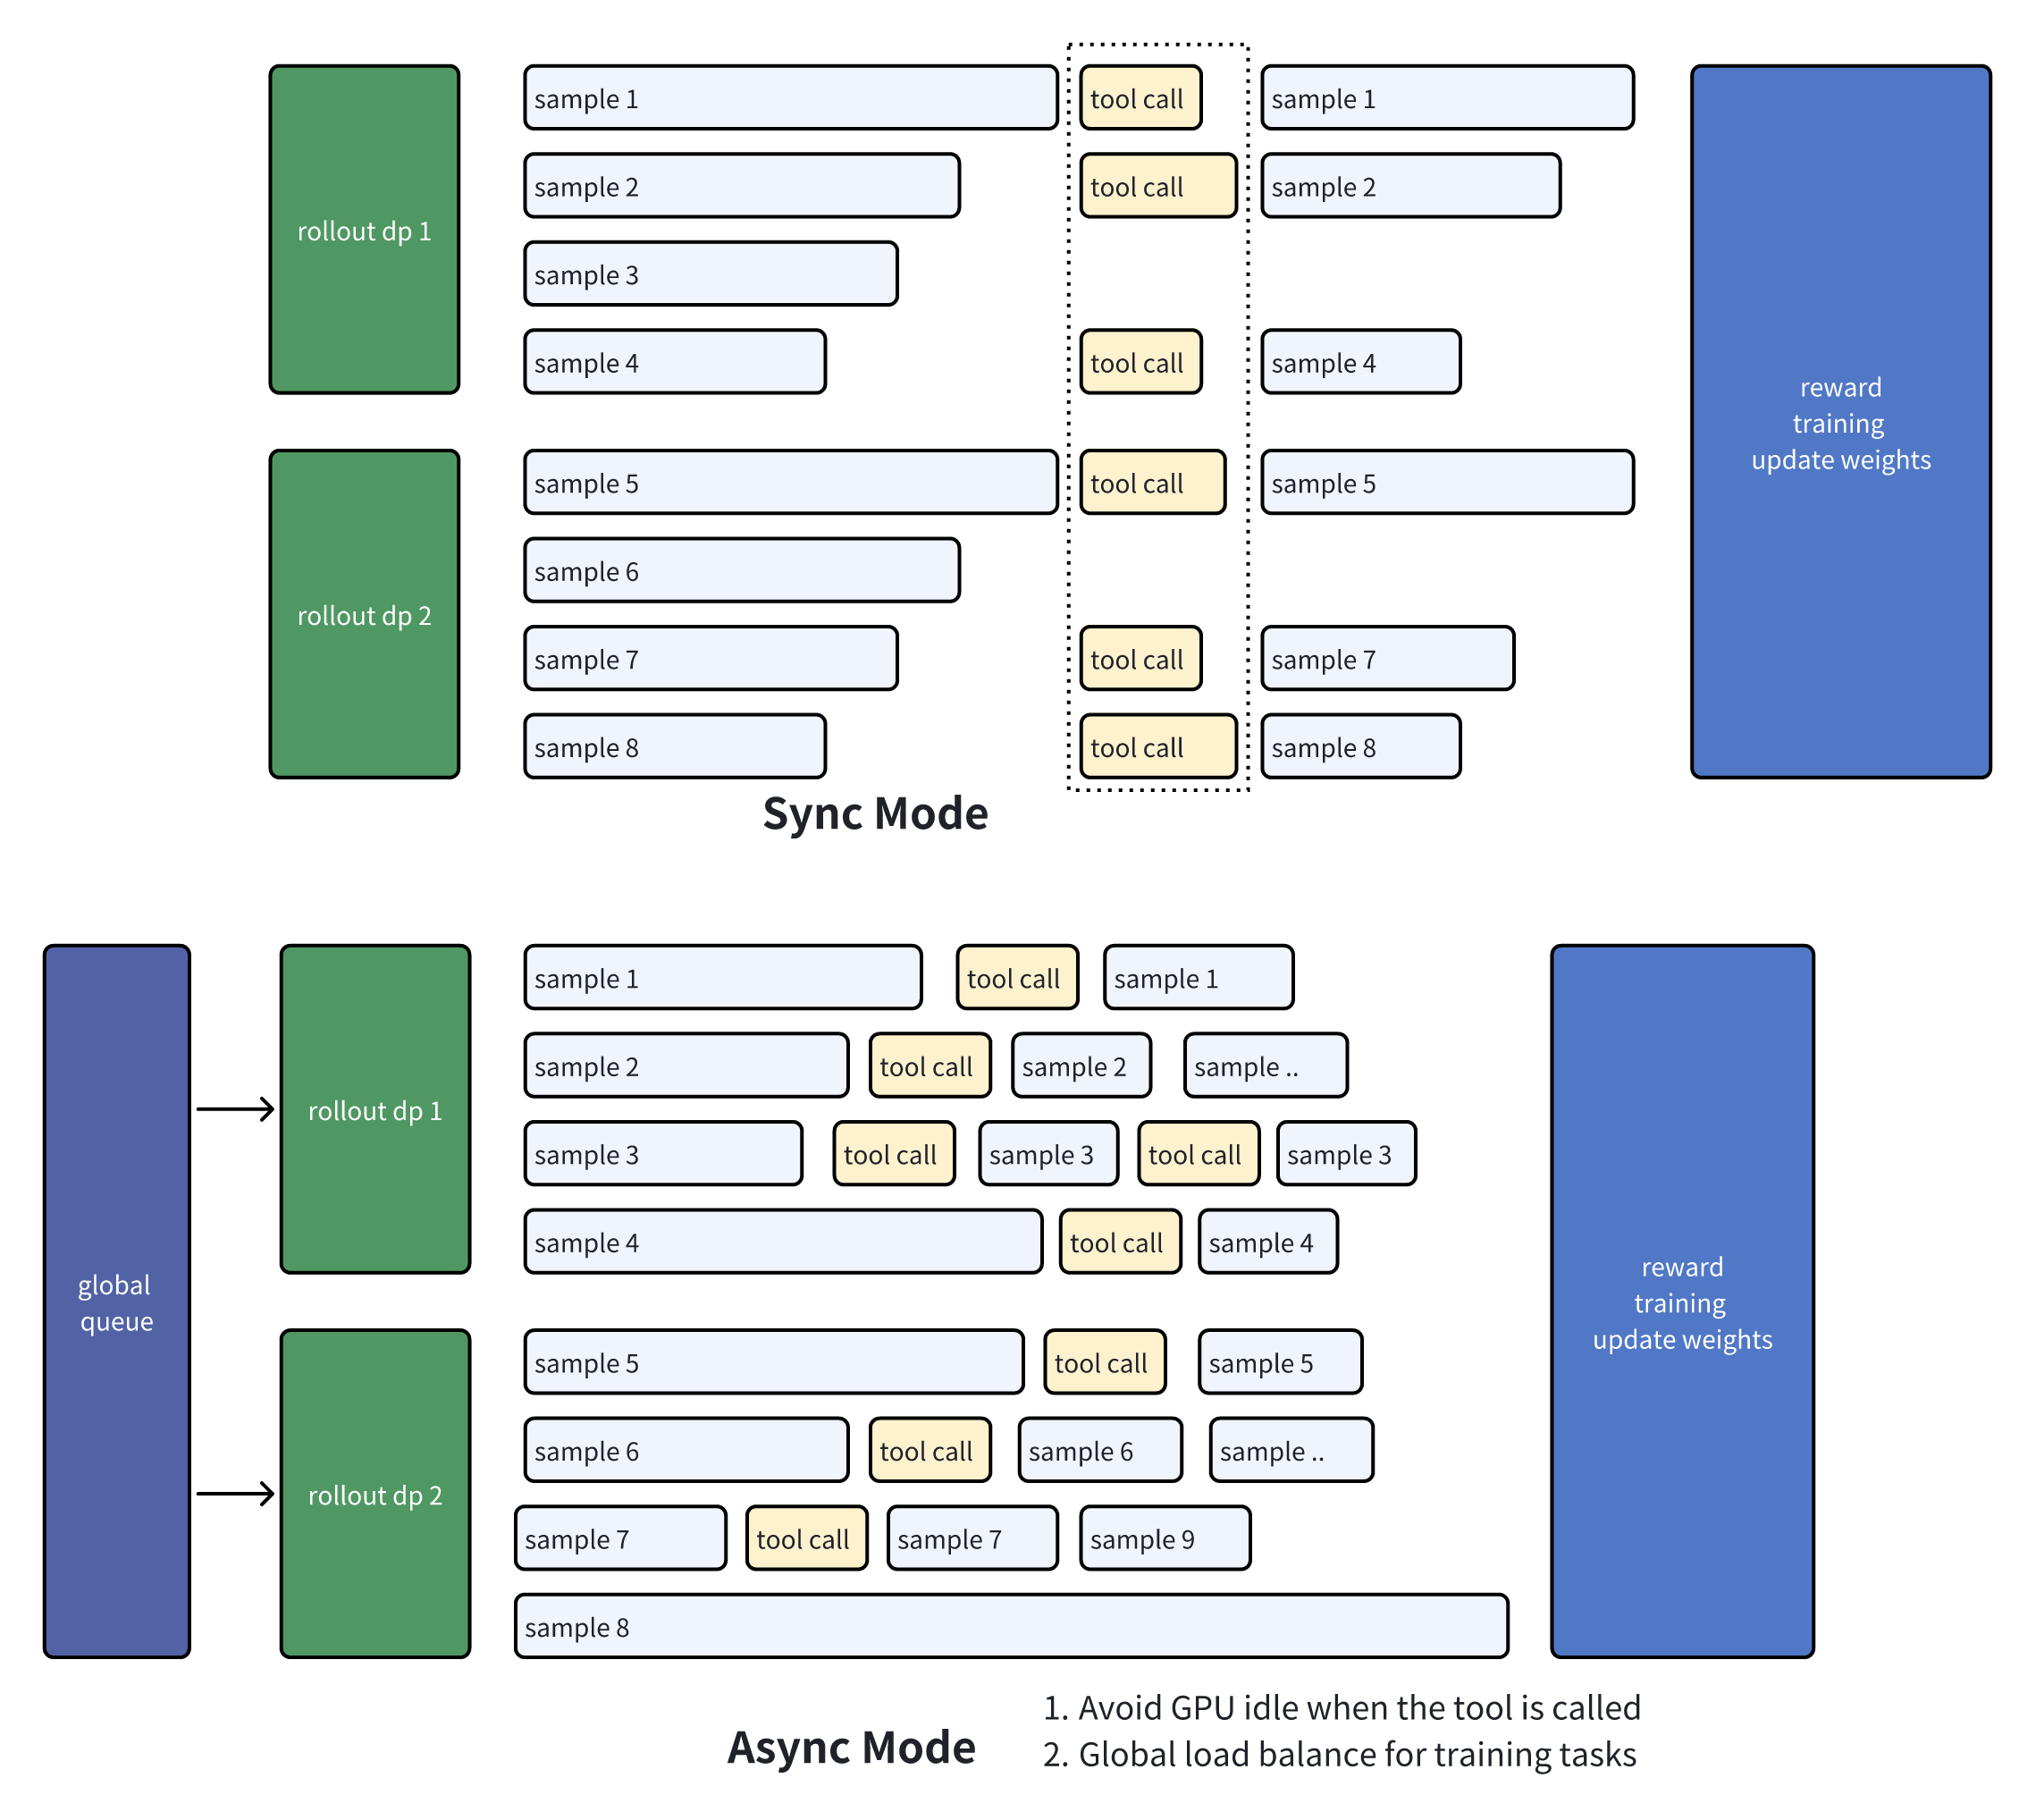 rollout dp 1
sample 1
tool call
sample 1
sample 2
tool call
sample 2
sample 3
sample 4
tool call
sample 4
rollout dp 2
sample 5
tool call
sample 5
sample 6
sample 7
tool call
sample 7
sample 8
tool call
sample 8
reward
training
update weights
Sync Mode
global
queue
rollout dp 1
sample 1
tool call
sample 1
sample 2
tool call
sample 2
sample ..
sample 3
tool call
sample 3
tool call
sample 3
sample 4
tool call
sample 4
rollout dp 2
sample 5
tool call
sample 5
sample 6
tool call
sample 6
sample ..
sample 7
tool call
sample 7
sample 9
sample 8
reward
training
update weights
Async Mode
1. Avoid GPU idle when the tool is called
2. Global load balance for training tasks